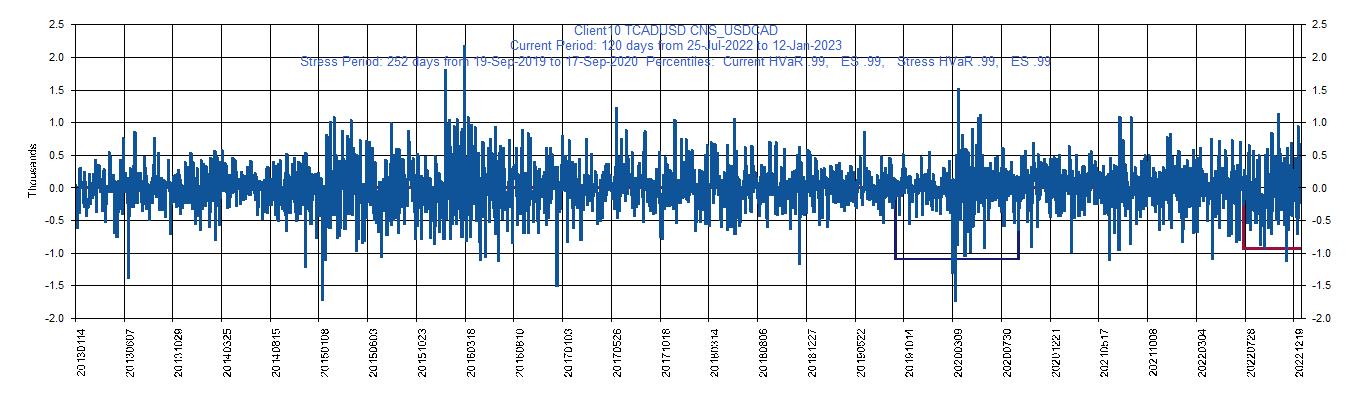 Client10 TCADUSD CNS_USDCAD
Current Period: 120 days from 25-Jul-2022 to 12-Jan-2023
Stress Period: 252 days from 19-Sep-2019 to 17-Sep-2020 Percentiles: Current HVaR .99, ES .99, Stress HVaR .99, ES .99
2.5 2.5
2.0 2.0
1.5 1.5
1.0 1.0
0.5 0.5
0.0 0.0
-0.5 -0.5
-1.0 -1.0
-1.5 -1.5
-2.0 -2.0
Thousands
20130114 20130607 20131029 20140325 20140815 20150108 20150603 20151023 20160318 20160810 20170103 20170526 20171018 20180314 20180806 20181227 20190522 20191014 20200309 20200730 20201221 20210517 20211008 20220304 20220728 20221219